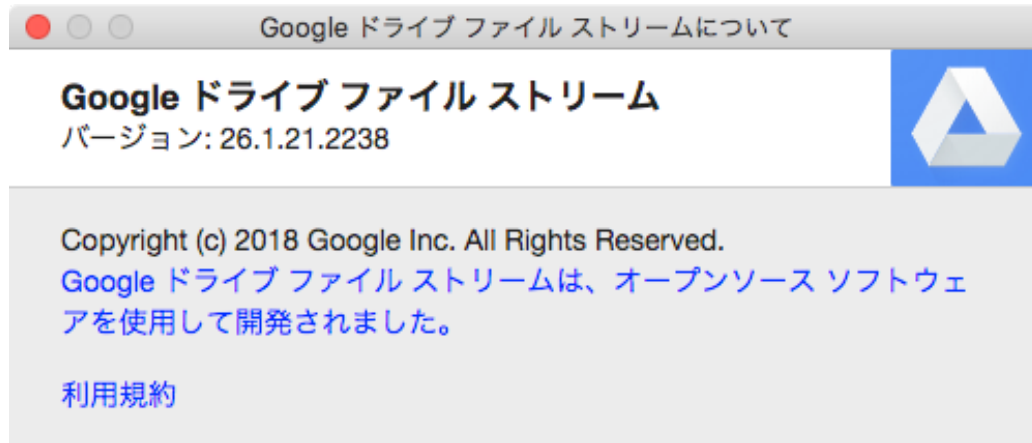 Google ドライブ ファイル ストリームについて
Google ドライブ ファイル ストリーム
バージョン: 26.1.21.2238
Copyright (c) 2018 Google Inc. All Rights Reserved.
Google ドライブ ファイル ストリームは、オープンソース ソフトウェ
アを使用して開発されました。
利用規約